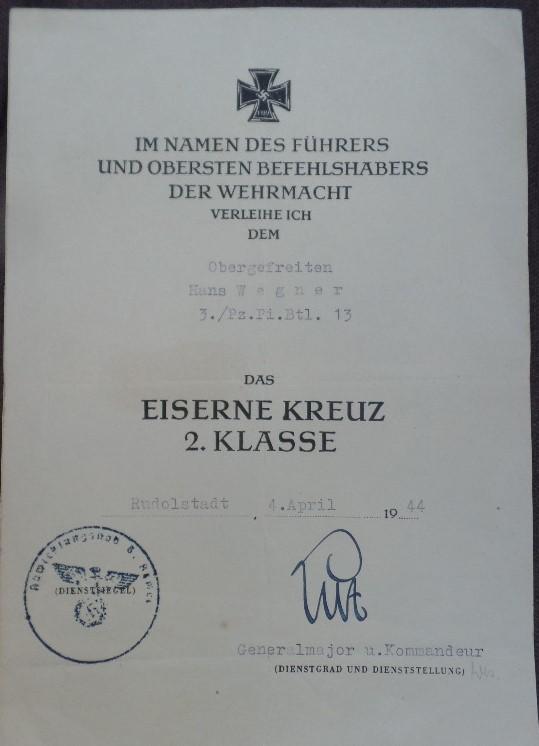 IM NAMEN DES FÜHRERS
UND OBERSTEN BEFEHLSHABERS
DER WEHRMACHT
VERLEIHE ICH
DEM
Obergefreiten
Hans Wegner
3./Pz.Pi.Btl. 13
DAS
EISERNE KREUZ
2. KLASSE
Rudolstadt, 4.April 1944
(DIENSTSIEGEL)
Generalmajor u.Kommandeur
(DIENSTGRAD UND DIENSTSTELLUNG)